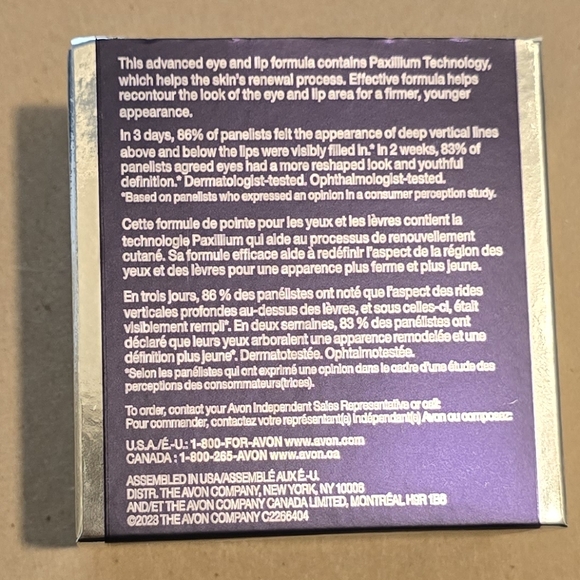 This advanced eye and lip formula contains Paxillium Technology,
which helps the skin's renewal process. Effective formula helps
recontour the look of the eye and lip area for a firmer, younger
appearance.
In 3 days, 86% of panelists felt the appearance of deep vertical lines
above and below the lips were visibly filled in.* In 2 weeks, 83% of
panelists agreed eyes had a more reshaped look and youthful
definition.* Dermatologist-tested. Ophthalmologist-tested.
*Based on panelists who expressed an opinion in a consumer perception study.
Cette formule de pointe pour les yeux et les lèvres contient la
technologie Paxillium qui aide au processus de renouvellement
cutané. Sa formule efficace aide à redéfinir l'aspect de la région des
yeux et des lèvres pour une apparence plus ferme et plus jeune.
En trois jours, 86 % des panélistes ont noté que l'aspect des rides
verticales profondes au-dessus des lèvres, et sous celles-ci, était
visiblement rempli*. En deux semaines, 83 % des panélistes ont
déclaré que leurs yeux arboraient une apparence remodelée et une
définition plus jeune*. Dermatotestée. Ophtalmotestée.
*Selon les panélistes qui ont exprimé une opinion dans le cadre d'une étude des
perceptions des consommateurs(trices).
To order, contact your Avon Independent Sales Representative or call:
Pour commander, contactez votre représentant(e) indépendant(e) Avon ou composez:
U.S.A./É.-U.: 1-800-FOR-AVON www.avon.com
CANADA : 1-800-265-AVON www.avon.ca
ASSEMBLED IN USA/ASSEMBLÉ AUX É.-U.
DISTR. THE AVON COMPANY, NEW YORK, NY 10008
AND/ET THE AVON COMPANY CANADA LIMITED, MONTRÉAL H9R 1B6
©2023 THE AVON COMPANY C2266404